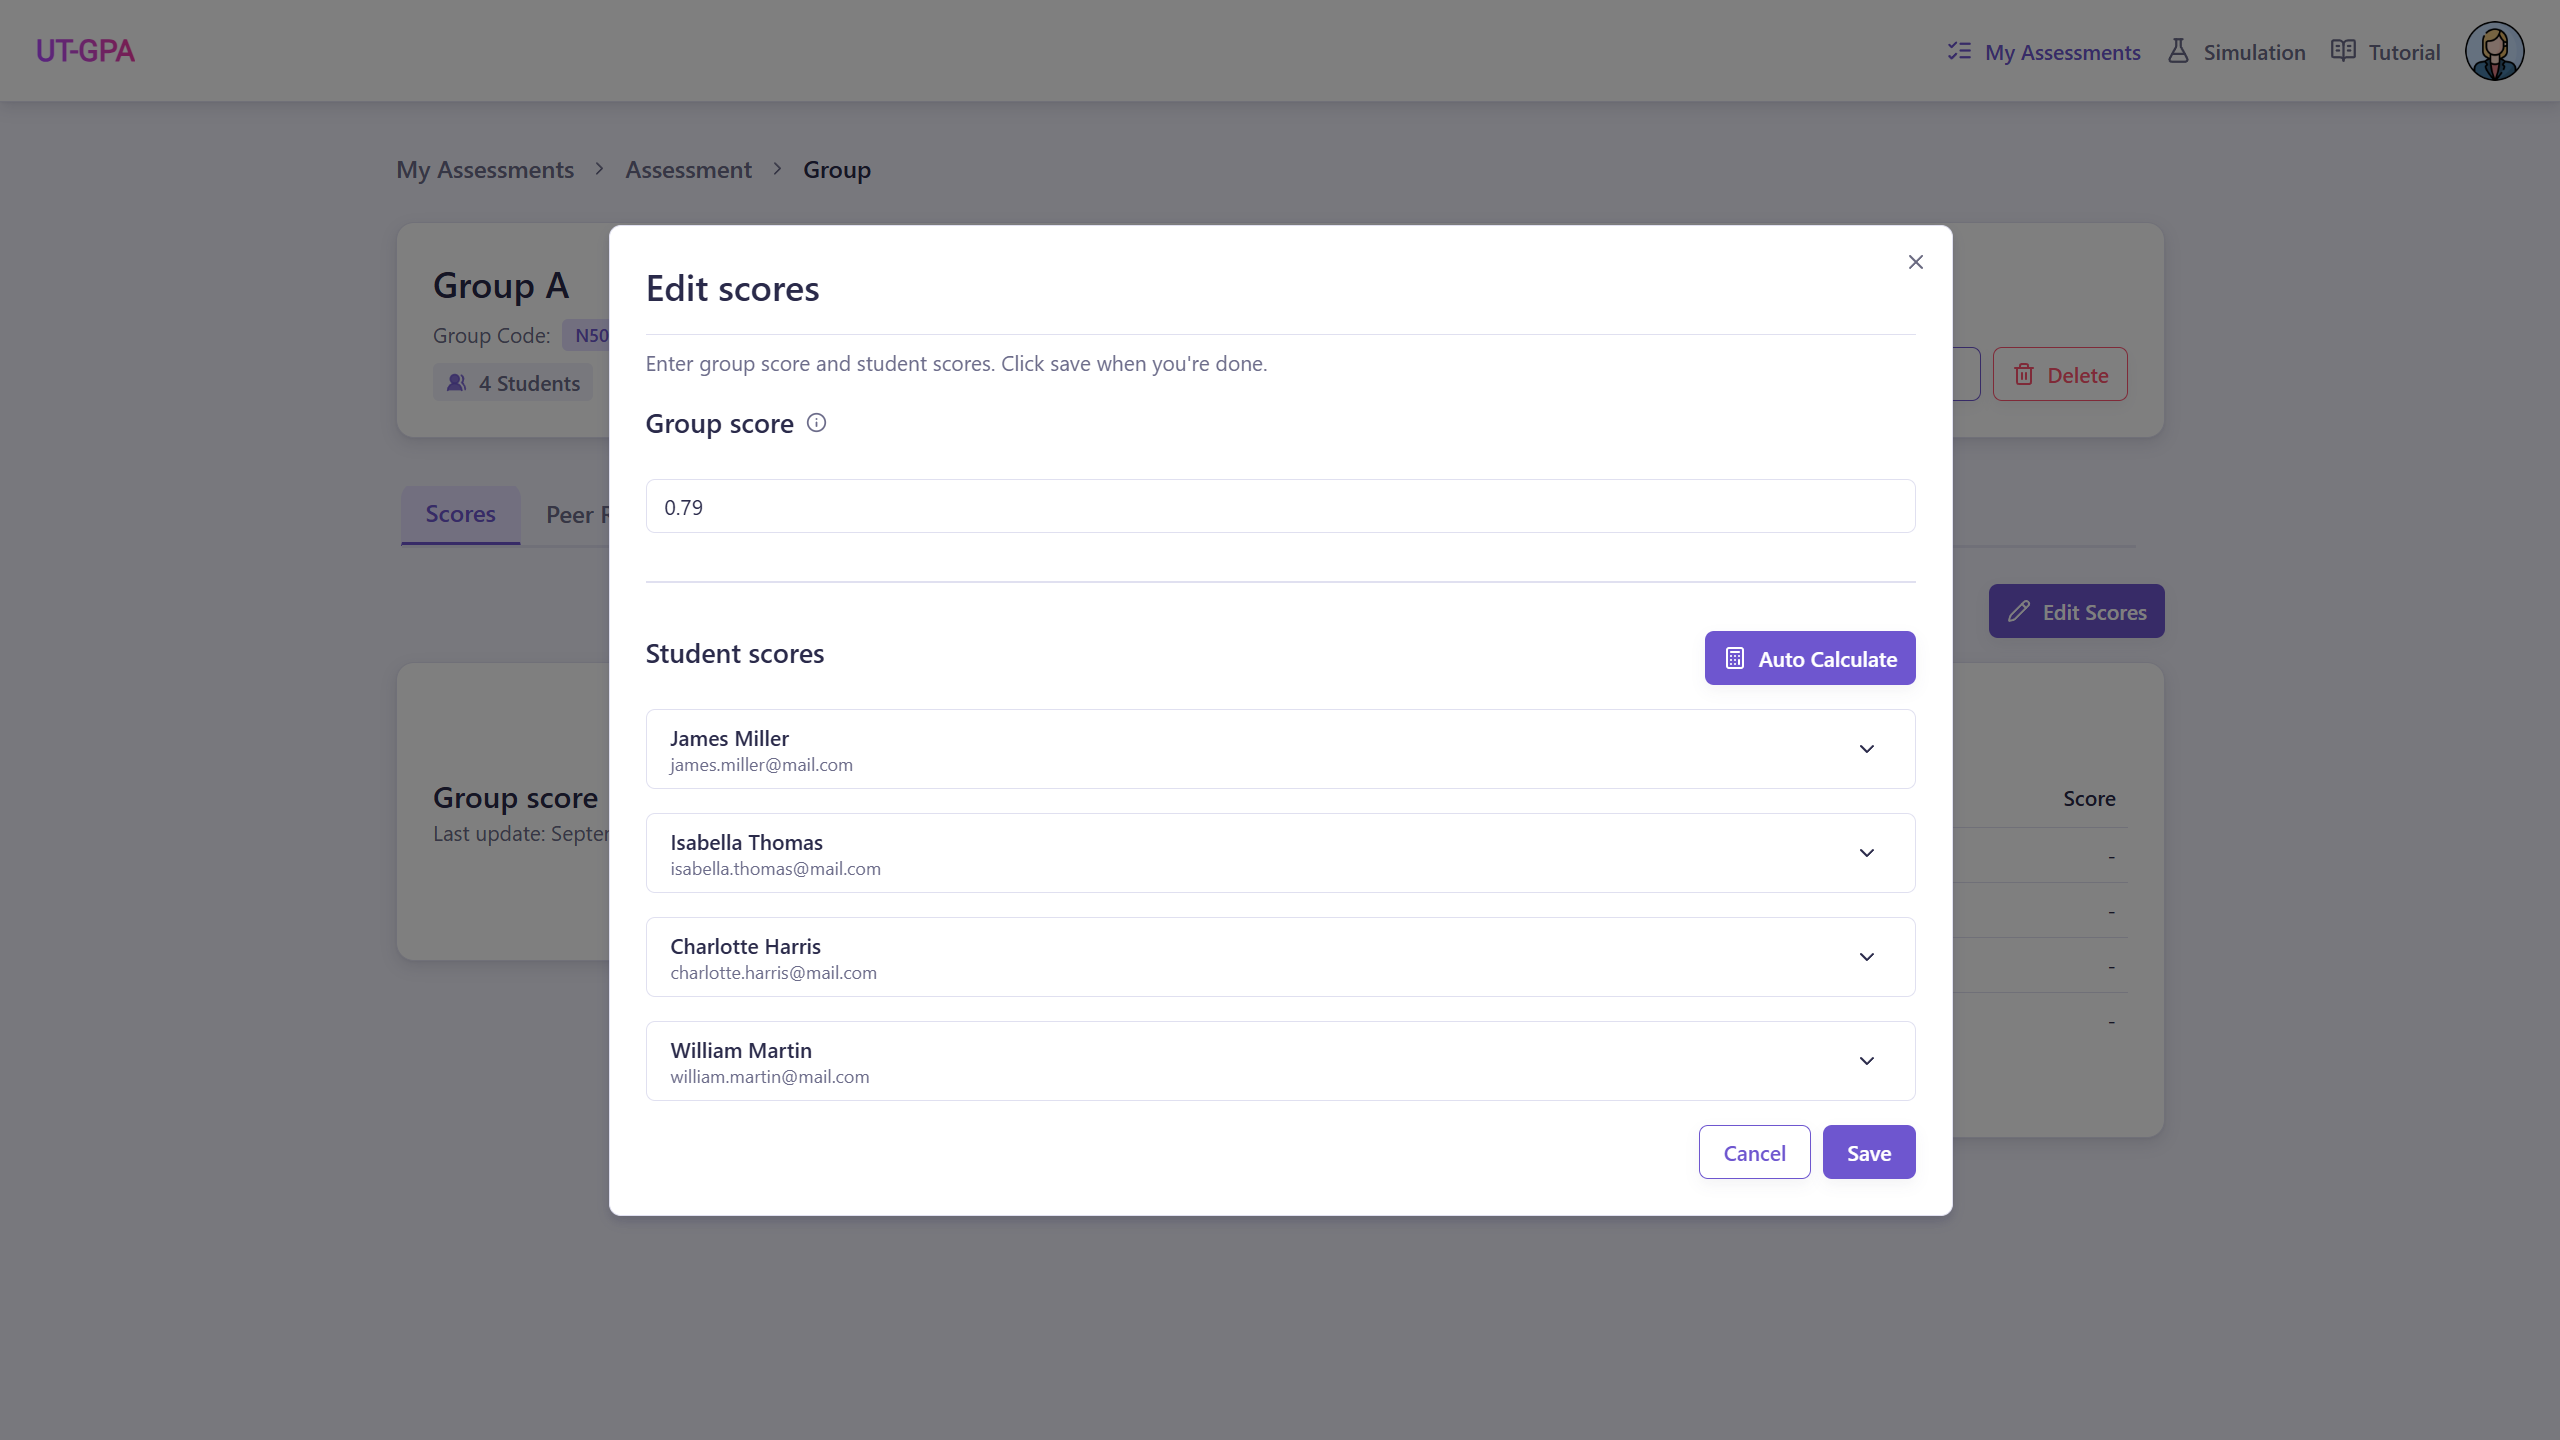 UT-GPA
My Assessments
Simulation
Tutorial
My Assessments
Assessment
Group
Group A
Group Code: N50
4 Students
Delete
Scores
Peer
Edit Scores
Group score
Last update:
Score
-
-
-
-
Edit scores
Enter group score and student scores. Click save when you're done.
Group score
0.79
Student scores
Auto Calculate
James Miller
james.miller@mail.com
Isabella Thomas
isabella.thomas@mail.com
Charlotte Harris
charlotte.harris@mail.com
William Martin
william.martin@mail.com
Cancel
Save